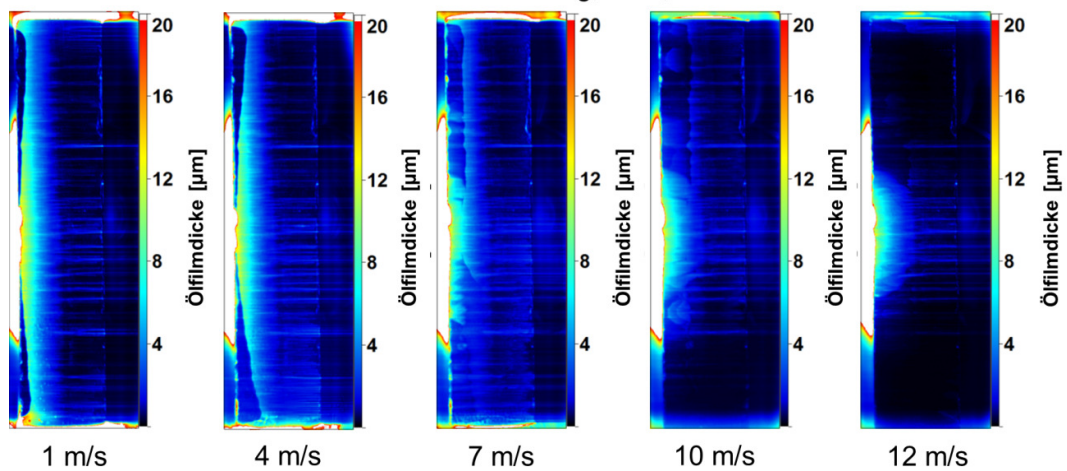 20 20 20 20 20
16 16 16 16 16
12 12 12 12 12
8 8 8 8 8
4 4 4 4 4
Ölfilmdicke [µm]
Ölfilmdicke [µm]
Ölfilmdicke [µm]
Ölfilmdicke [µm]
Ölfilmdicke [µm]
1 m/s 4 m/s 7 m/s 10 m/s 12 m/s